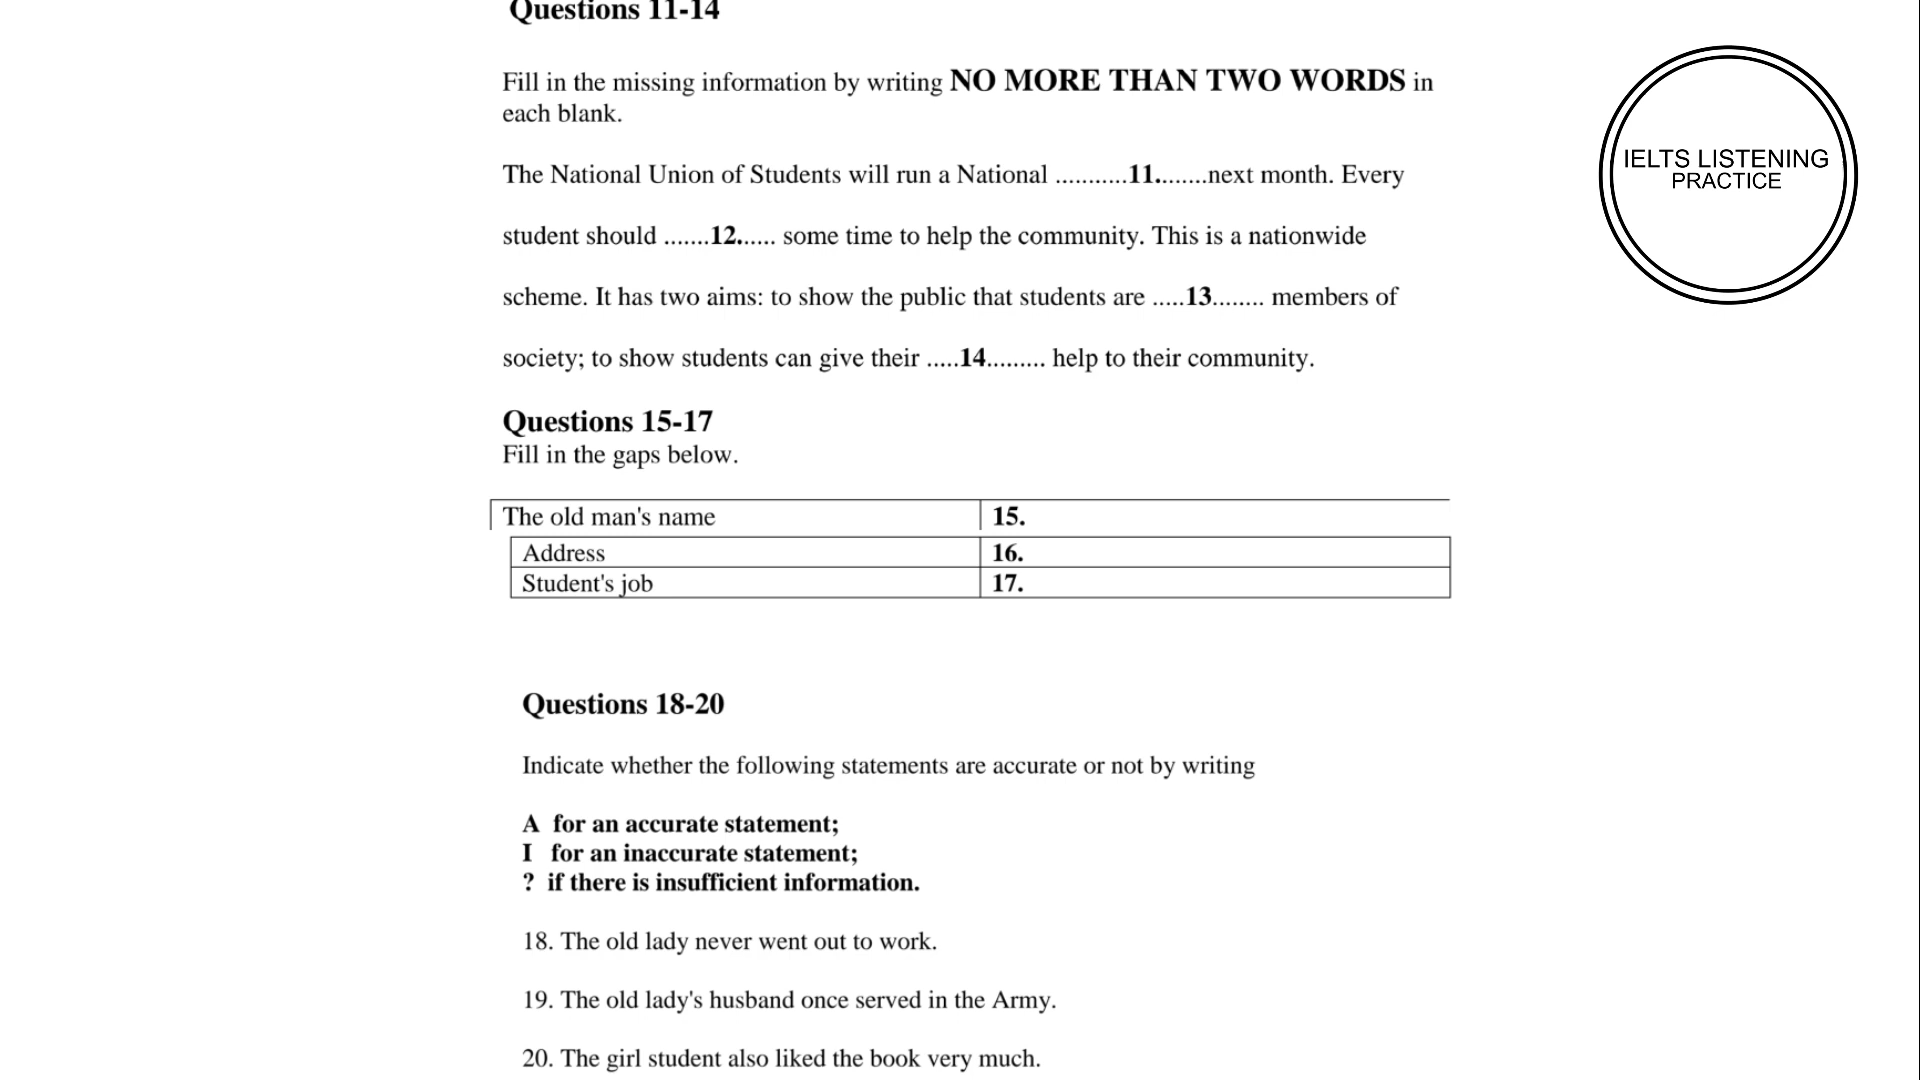 Questions 11-14
Fill in the missing information by writing NO MORE THAN TWO WORDS in
each blank.
The National Union of Students will run a National ...........11........next month. Every
student should .......12...... some time to help the community. This is a nationwide
scheme. It has two aims: to show the public that students are .....13........ members of
society; to show students can give their .....14......... help to their community.
Questions 15-17
Fill in the gaps below.
The old man's name 15.
Address 16.
Student's job 17.
Questions 18-20
Indicate whether the following statements are accurate or not by writing
A for an accurate statement;
I for an inaccurate statement;
? if there is insufficient information.
18. The old lady never went out to work.
19. The old lady's husband once served in the Army.
20. The girl student also liked the book very much.
IELTS LISTENING
PRACTICE